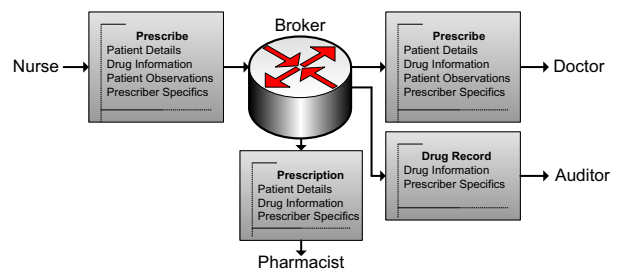 Broker
Nurse
Prescribe
Patient Details
Drug Information
Patient Observations
Prescriber Specifics
Prescribe
Patient Details
Drug Information
Patient Observations
Prescriber Specifics
Doctor
Drug Record
Drug Information
Prescriber Specifics
Auditor
Prescription
Patient Details
Drug Information
Prescriber Specifics
Pharmacist